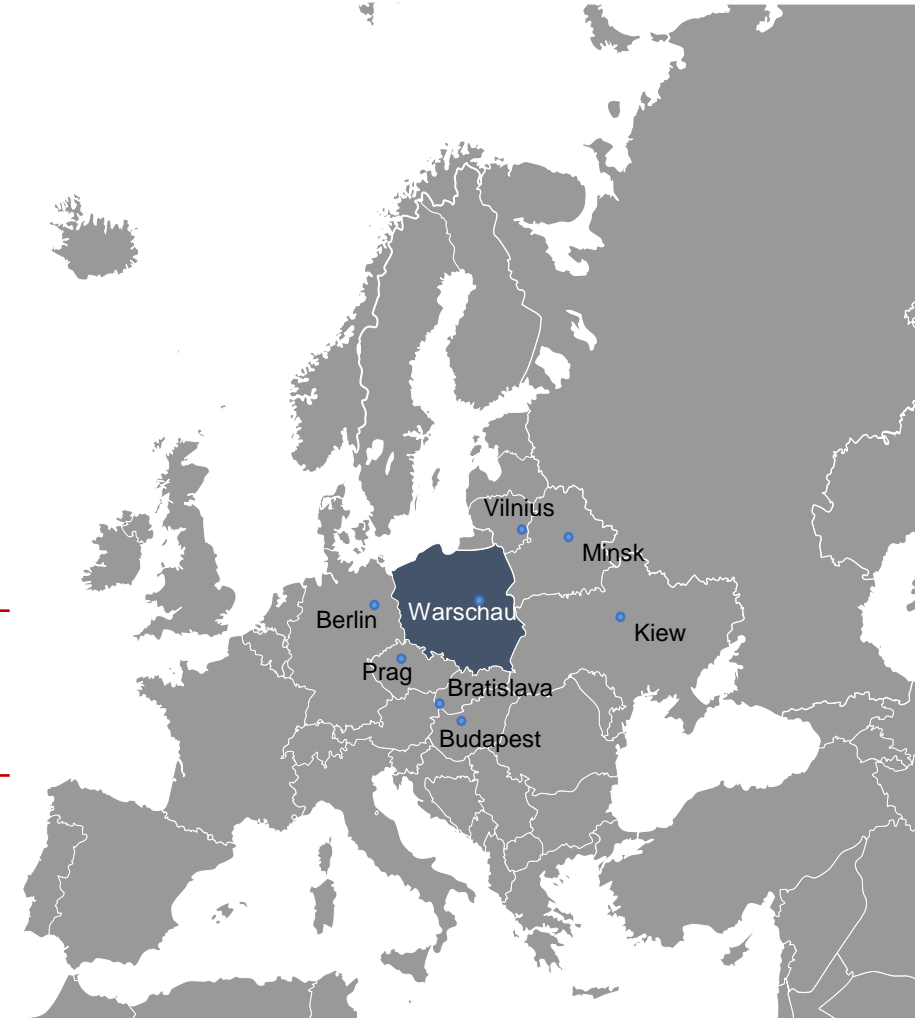 Vilnius
Minsk
Warschau
Berlin
Kiew
Prag
Bratislava
Budapest